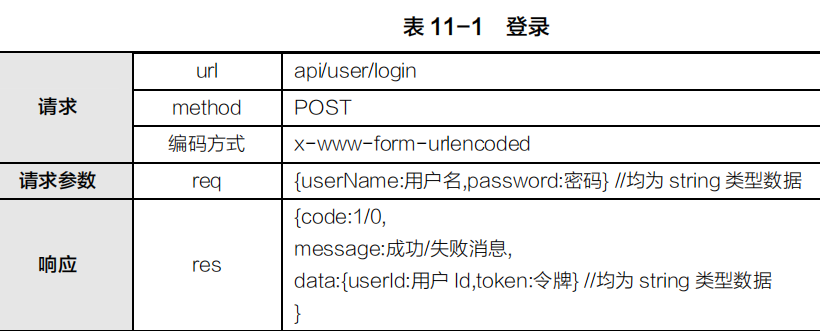 表 11-1 登录
请求
url
api/user/login
method
POST
编码方式
x-www-form-urlencoded
请求参数
req
{userName:用户名,password:密码} //均为 string 类型数据
响应
res
{code:1/0,
message:成功/失败消息,
data:{userId:用户 Id,token:令牌} //均为 string 类型数据
}